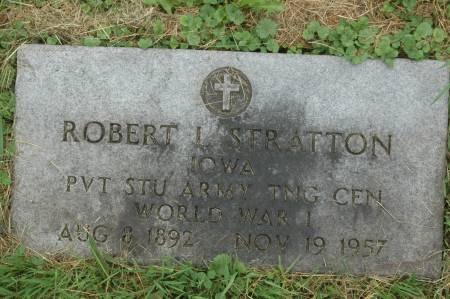 ROBERT L STRATTON
IOWA
PVT STU ARMY TNG CEN
WORLD WAR I
AUG 8 1892 NOV 19 1957